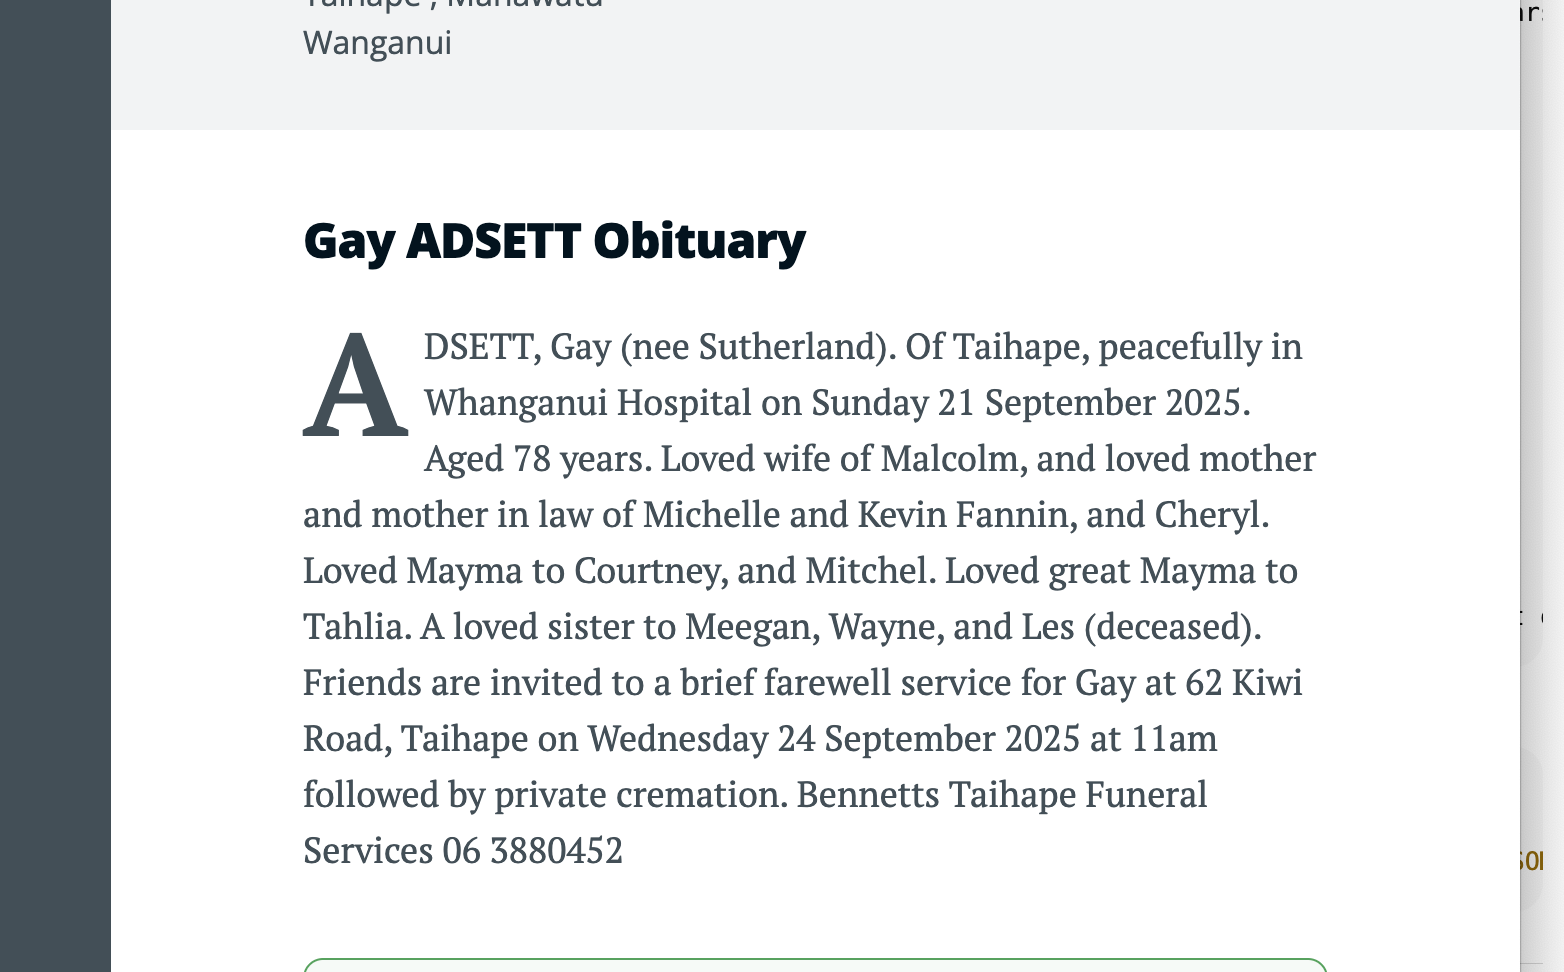 Taihape , Manawatu
Wanganui
Gay ADSETT Obituary
ADSETT, Gay (nee Sutherland). Of Taihape, peacefully in
Whanganui Hospital on Sunday 21 September 2025.
Aged 78 years. Loved wife of Malcolm, and loved mother
and mother in law of Michelle and Kevin Fannin, and Cheryl.
Loved Mayma to Courtney, and Mitchel. Loved great Mayma to
Tahlia. A loved sister to Meegan, Wayne, and Les (deceased).
Friends are invited to a brief farewell service for Gay at 62 Kiwi
Road, Taihape on Wednesday 24 September 2025 at 11am
followed by private cremation. Bennetts Taihape Funeral
Services 06 3880452